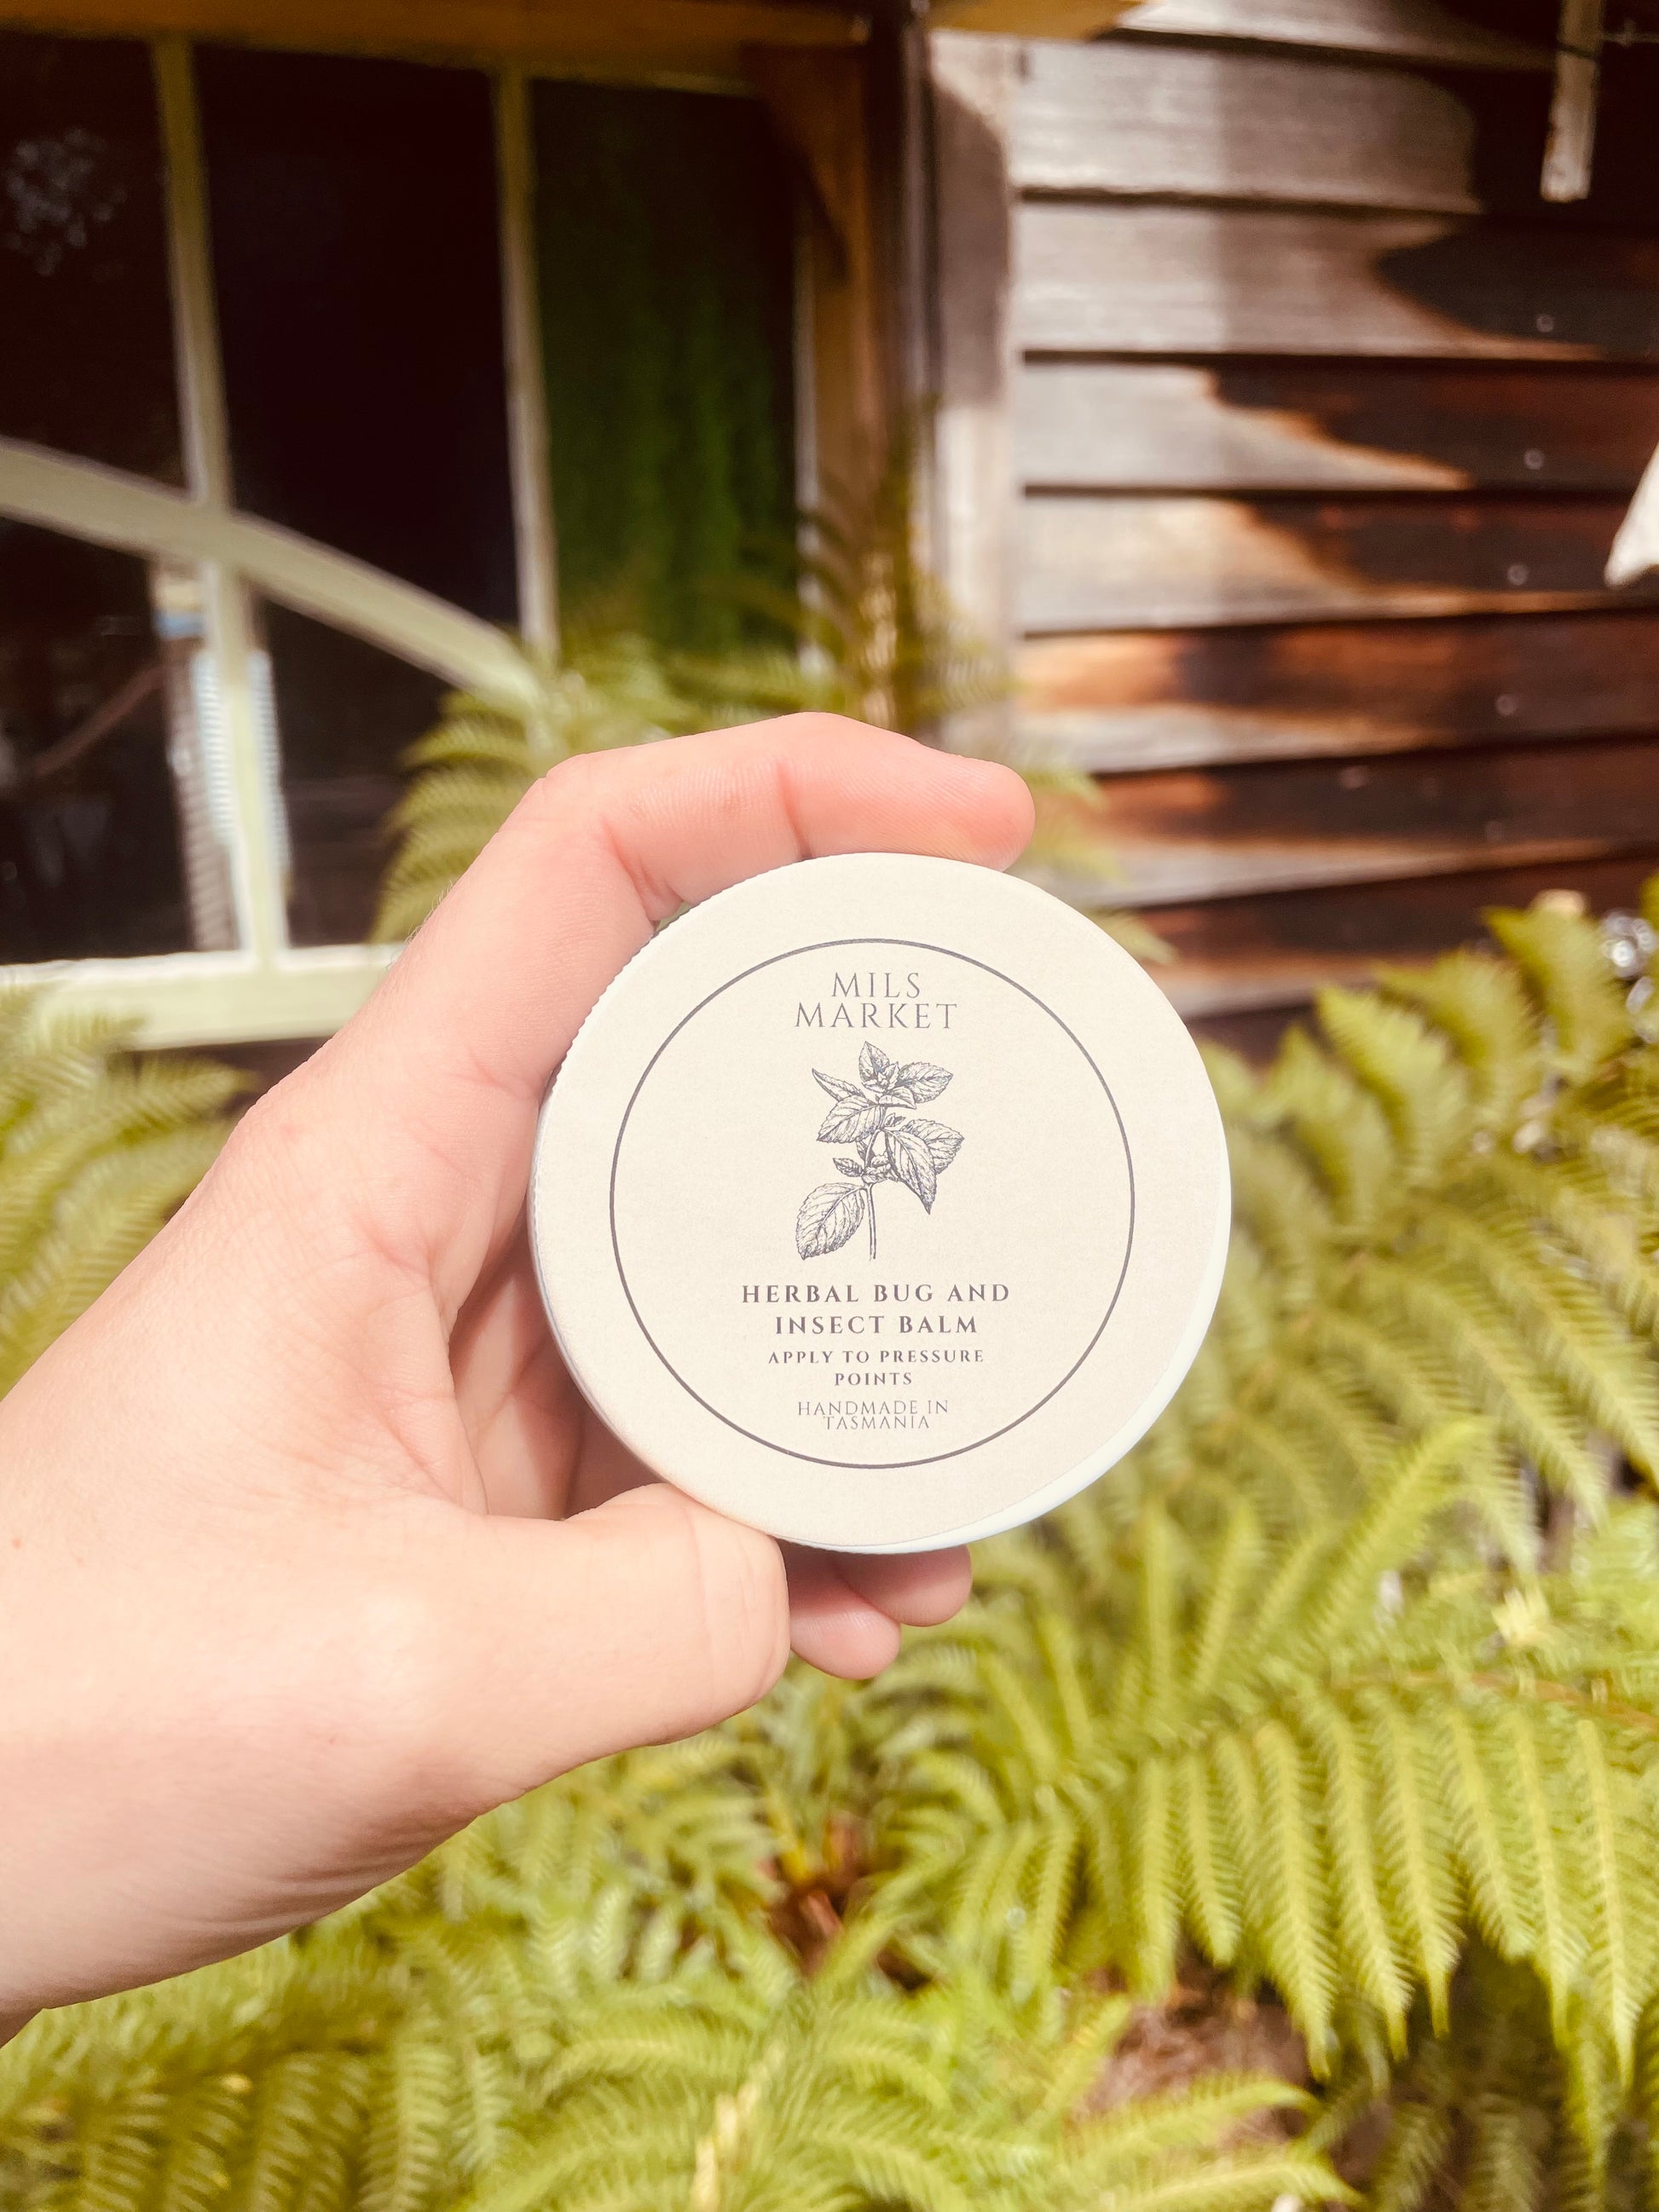 MILS
MARKET
HERBAL BUG AND
INSECT BALM
APPLY TO PRESSURE
POINTS
HANDMADE IN
TASMANIA